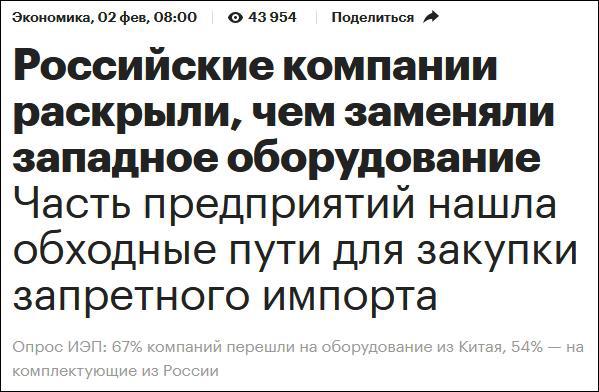 Экономика, 02 фев, 08:00 43 954 Поделиться
Российские компании
раскрыли, чем заменяли
западное оборудование
Часть предприятий нашла
обходные пути для закупки
запретного импорта
Опрос ИЭП: 67% компаний перешли на оборудование из Китая, 54% — на
комплектующие из России